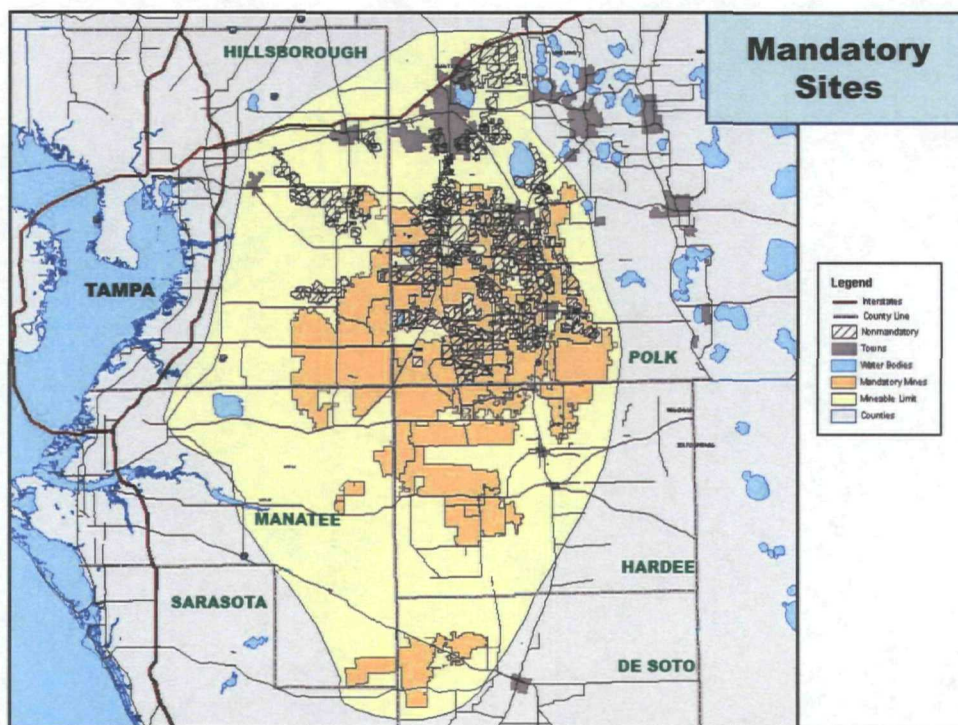 Mandatory
Sites
HILLSBOROUGH
TAMPA
POLK
MANATEE
HARDEE
SARASOTA
DE SOTO
Legend
Interstates
County Line
Nonmandatory
Towns
Water Bodies
Mandatory Mines
Mineable Limit
Counties